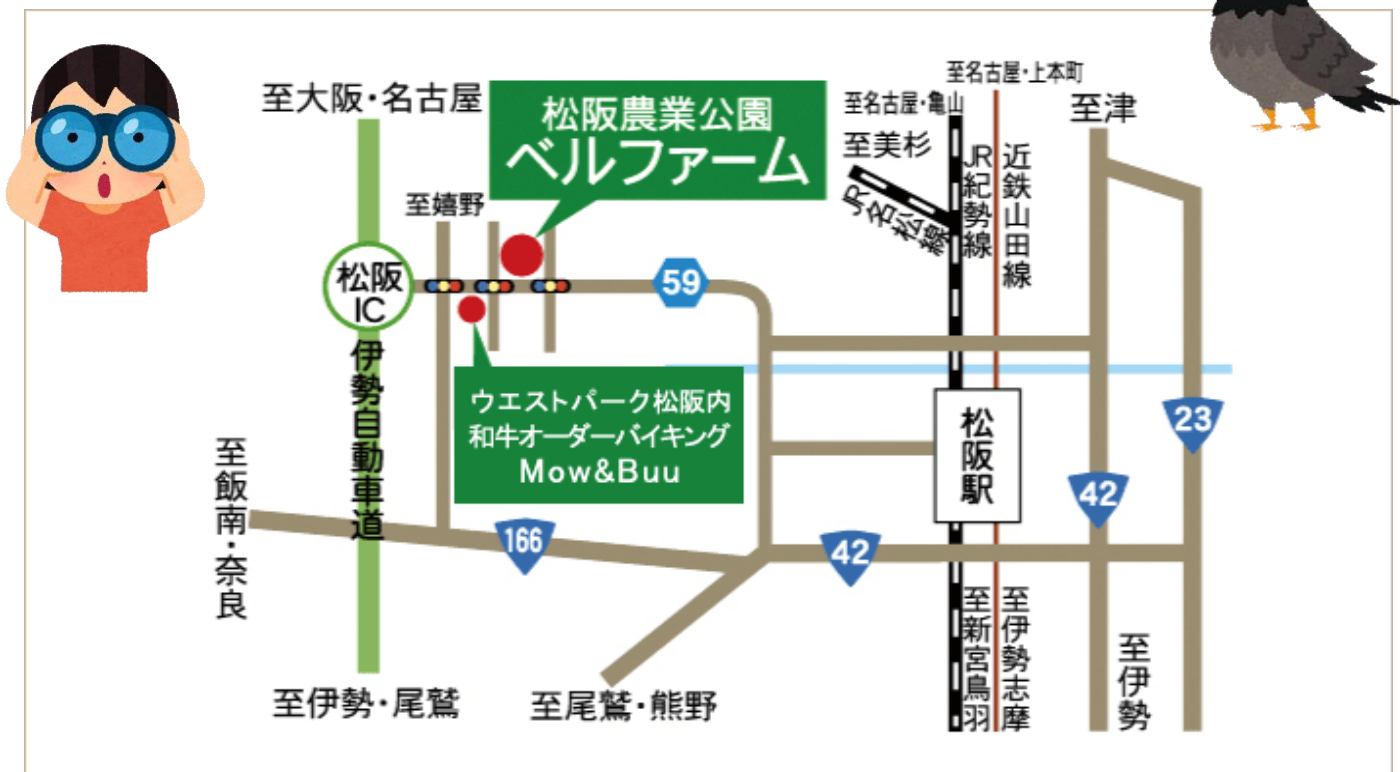 至名古屋・上本町
至大阪・名古屋
松阪農業公園
ベルファーム
至名古屋・亀山
至津
至美杉
JR名松線
JR紀勢線
近鉄山田線
至嬉野
松阪
IC
59
伊勢自動車道
ウエストパーク松阪内
和牛オーダーバイキング
Mow&Buu
松阪駅
23
至飯南・奈良
166
42
42
至新宮鳥羽
至伊勢志摩
至伊勢
至伊勢・尾鷲
至尾鷲・熊野